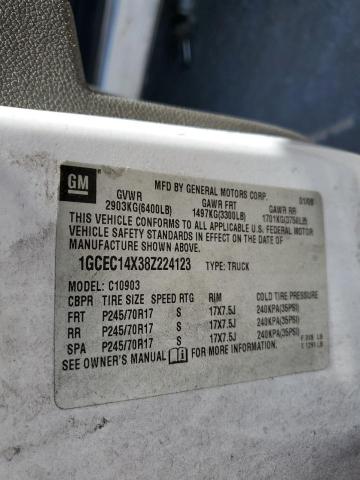 GM
MFD BY GENERAL MOTORS CORP 01/08
GVWR GAWR FRT GAWR RR
2903KG(6400LB) 1497KG(3300LB) 1701KG(3750LB)
THIS VEHICLE CONFORMS TO ALL APPLICABLE U.S. FEDERAL MOTOR
VEHICLE SAFETY STANDARDS IN EFFECT ON THE DATE OF
MANUFACTURE SHOWN ABOVE.
1GCEC14X38Z224123 TYPE: TRUCK
MODEL: C10903
CBPR TIRE SIZE SPEED RTG RIM COLD TIRE PRESSURE
FRT P245/70R17 S 17X7.5J 240KPA(35PSI)
RR P245/70R17 S 17X7.5J 240KPA(35PSI)
SPA P245/70R17 S 17X7.5J 240KPA(35PSI)
SEE OWNER'S MANUAL FOR MORE INFORMATION.